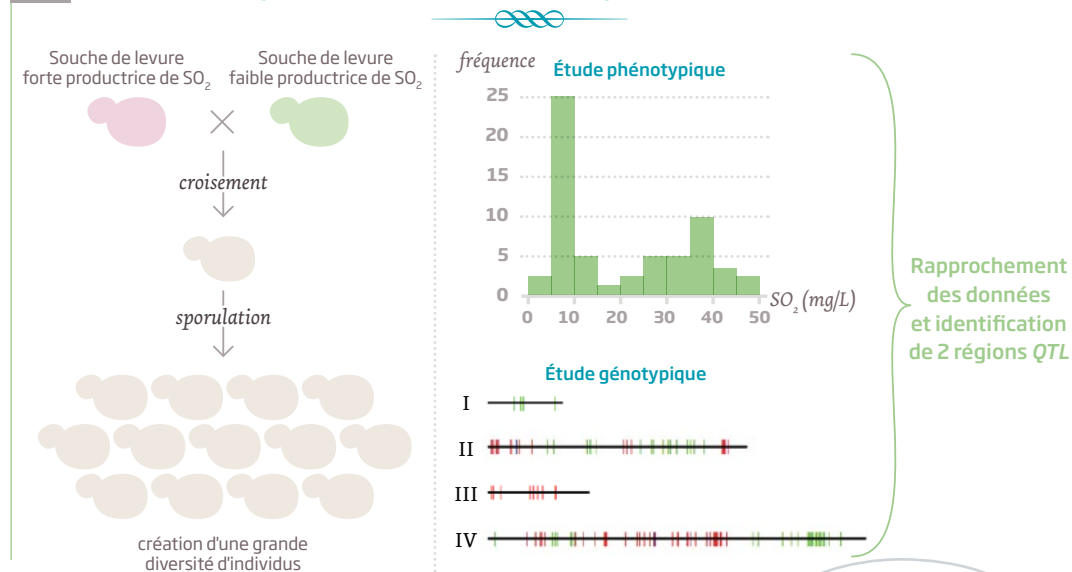 Souche de levure
forte productrice de SO₂
Souche de levure
faible productrice de SO₂
croisement
sporulation
création d'une grande
diversité d'individus
fréquence
Étude phénotypique
25
20
15
10
5
0
0 10 20 30 40 50
SO₂ (mg/L)
Étude génotypique
I
II
III
IV
Rapprochement
des données
et identification
de 2 régions QTL